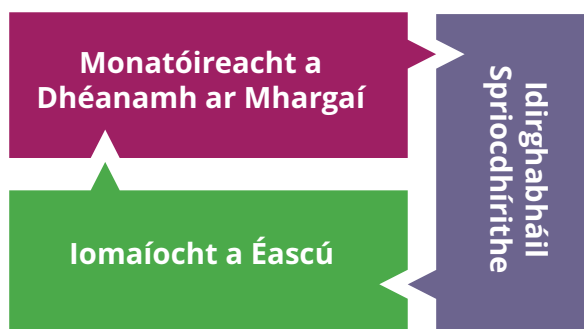 Monatóireacht a
Dhéanamh ar Mhargaí
Idirghabháil
Spriocdhírithe
Iomaíocht a Éascú